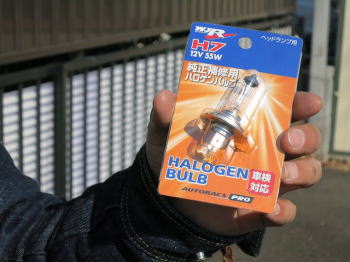 ヘッドランプ用
H7
12V 55W
純正補修用
ハロゲンバルブ
HALOGEN
BULB
車検
対応
AUTOBACS PRO